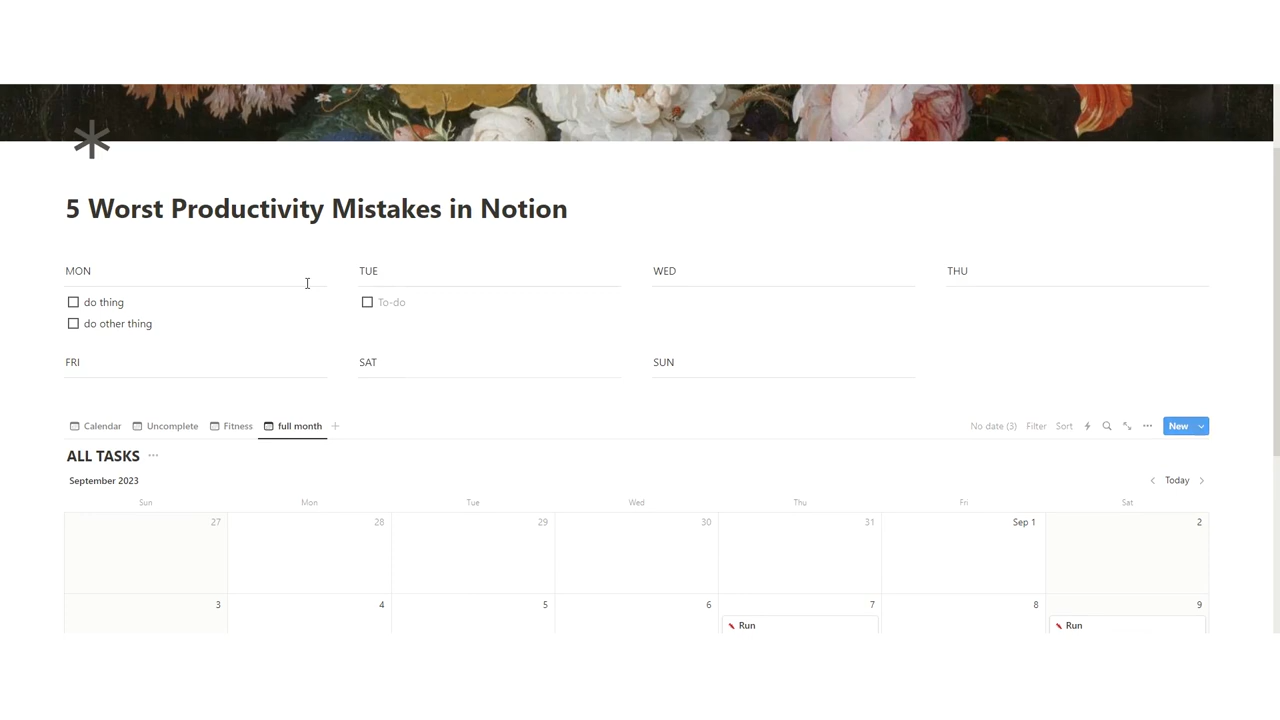 5 Worst Productivity Mistakes in Notion
MON TUE WED THU
do thing To-do
do other thing
FRI SAT SUN
Calendar Uncomplete Fitness full month + No date (3) Filter Sort New
ALL TASKS
September 2023 Today
Sun Mon Tue Wed Thu Fri Sat
27 28 29 30 31 Sep 1 2
3 4 5 6 7 8 9
Run Run